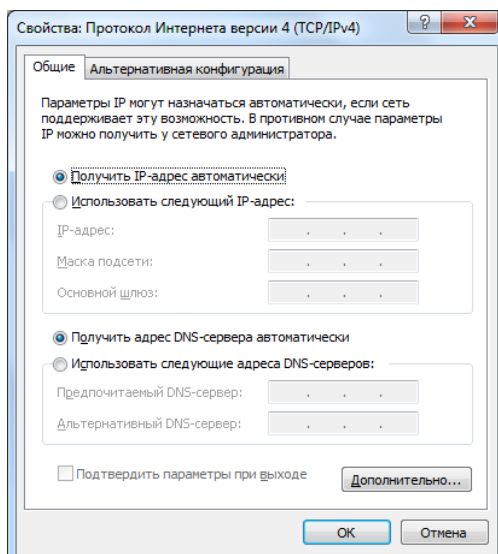 Свойства: Протокол Интернета версии 4 (TCP/IPv4)
Общие
Альтернативная конфигурация
Параметры IP могут назначаться автоматически, если сеть
поддерживает эту возможность. В противном случае параметры
IP можно получить у сетевого администратора.
Получить IP-адрес автоматически
Использовать следующий IP-адрес:
IP-адрес:
Маска подсети:
Основной шлюз:
Получить адрес DNS-сервера автоматически
Использовать следующие адреса DNS-серверов:
Предпочитаемый DNS-сервер:
Альтернативный DNS-сервер:
Подтвердить параметры при выходе
Дополнительно...
ОК
Отмена